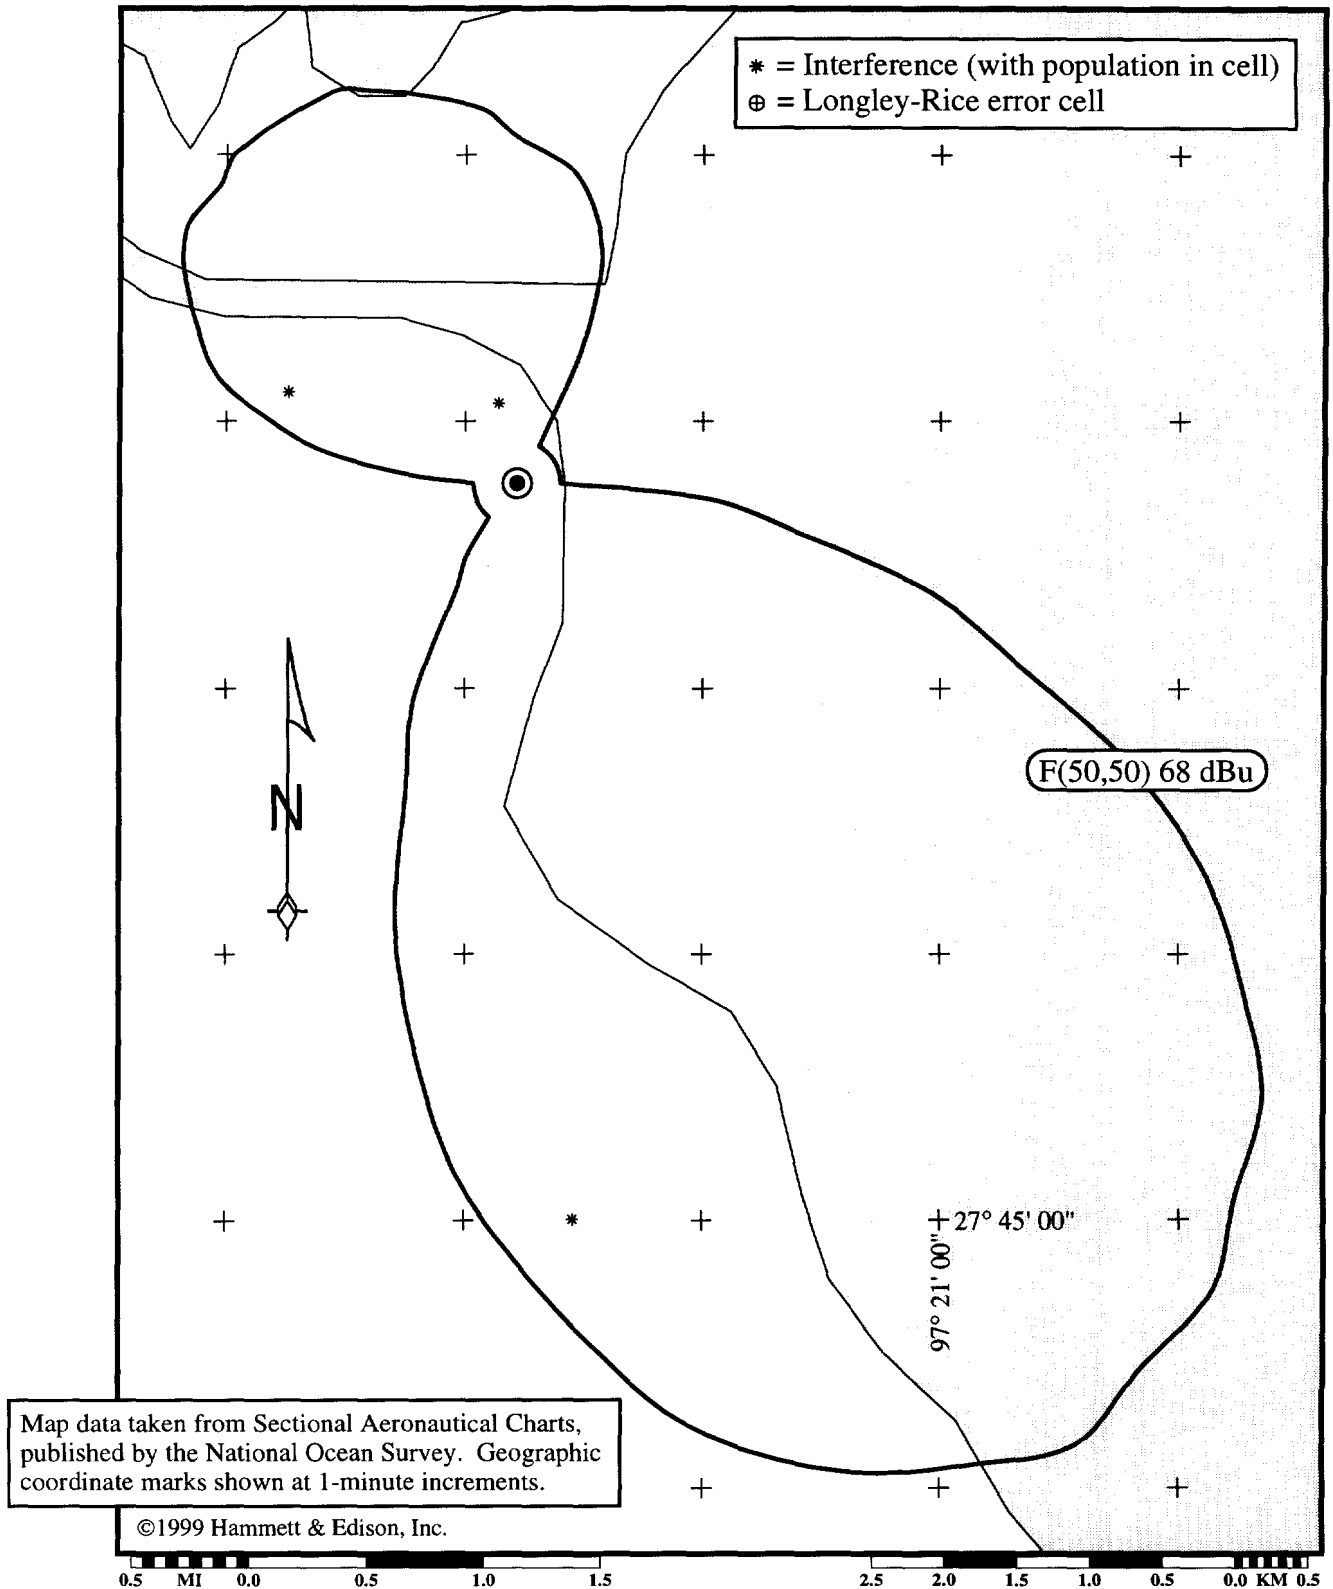 * = Interference (with population in cell)
⊕ = Longley-Rice error cell
F(50,50) 68 dBu
N
27° 45' 00"
97° 21' 00"
Map data taken from Sectional Aeronautical Charts,
published by the National Ocean Survey. Geographic
coordinate marks shown at 1-minute increments.
©1999 Hammett & Edison, Inc.
0.5 MI 0.0 0.5 1.0 1.5 2.5 2.0 1.5 1.0 0.5 0.0 KM 0.5